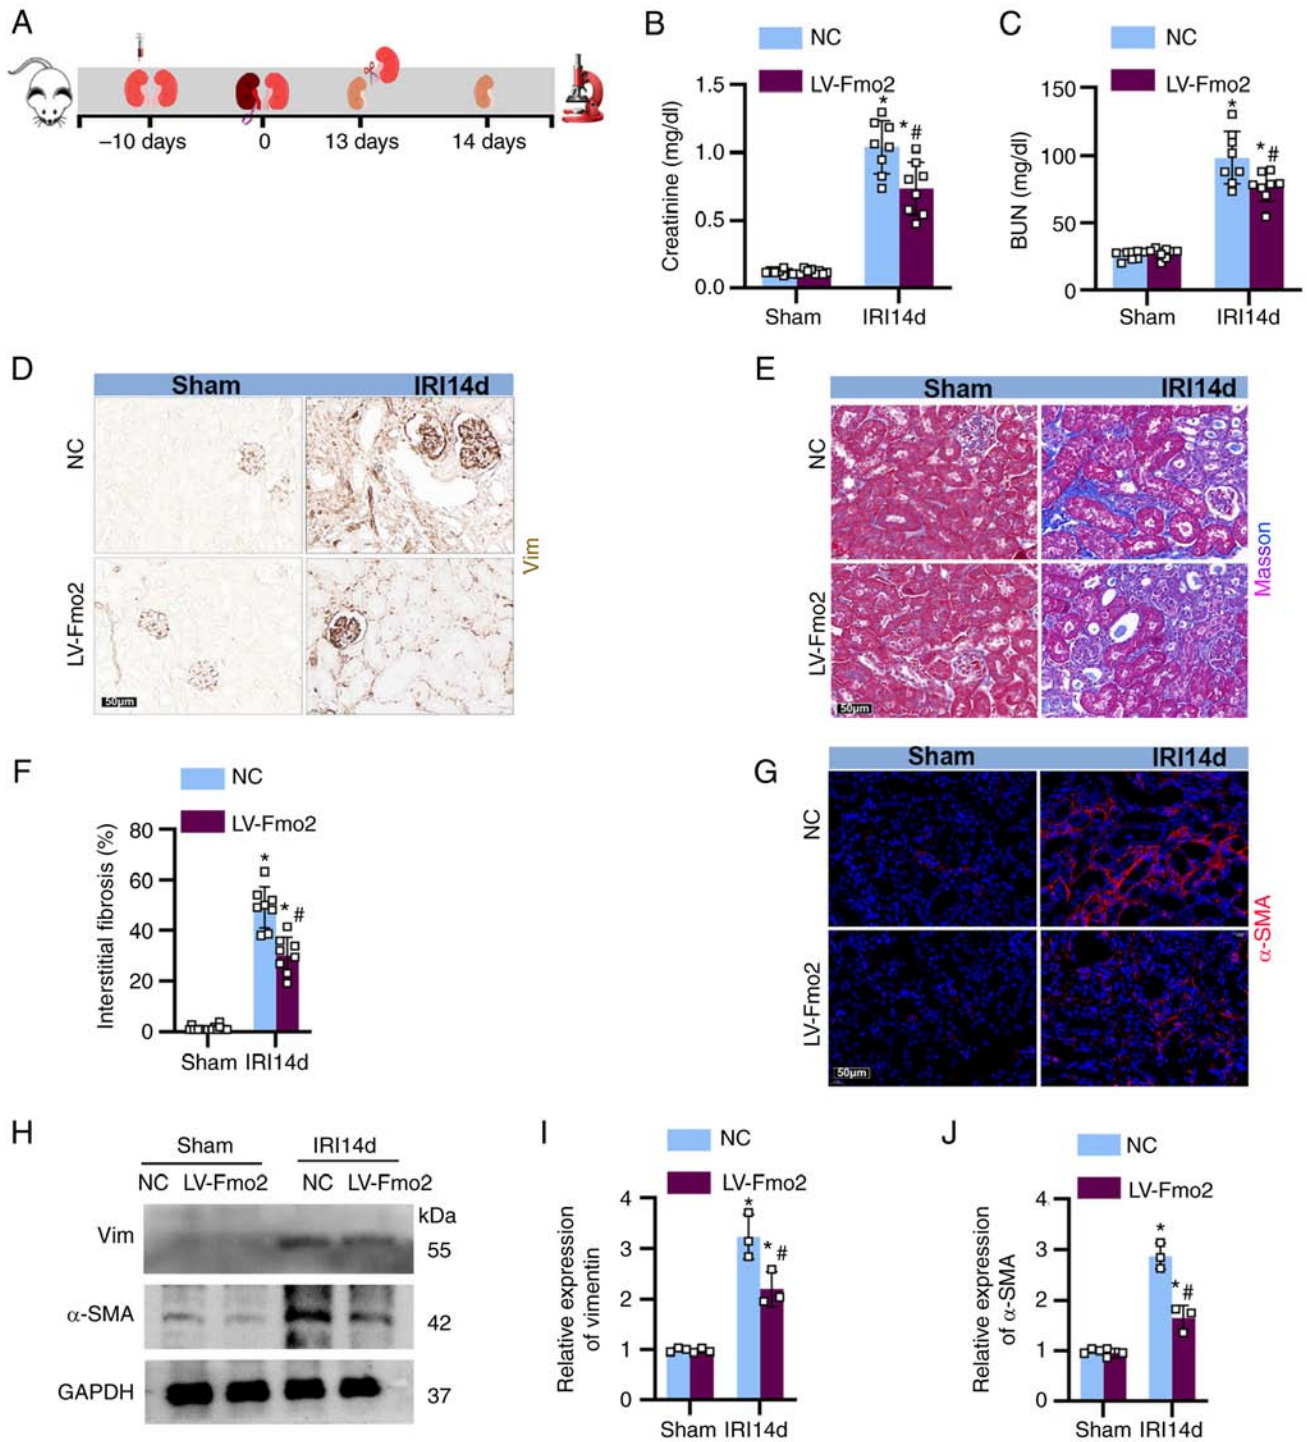 A
–10 days 0 13 days 14 days
B
NC
LV-Fmo2
Creatinine (mg/dl)
1.5
1.0
0.5
0.0
*
* #
Sham IRI14d
C
NC
LV-Fmo2
BUN (mg/dl)
150
100
50
0
*
* #
Sham IRI14d
D
Sham IRI14d
NC
LV-Fmo2
50µm
Vim
E
Sham IRI14d
NC
LV-Fmo2
50µm
Masson
F
NC
LV-Fmo2
Interstitial fibrosis (%)
80
60
40
20
0
*
* #
Sham IRI14d
G
Sham IRI14d
NC
LV-Fmo2
50µm
α-SMA
H
Sham IRI14d
NC LV-Fmo2 NC LV-Fmo2
kDa
Vim 55
α-SMA 42
GAPDH 37
I
NC
LV-Fmo2
Relative expression
of vimentin
4
3
2
1
0
*
* #
Sham IRI14d
J
NC
LV-Fmo2
Relative expression
of α-SMA
4
3
2
1
0
*
* #
Sham IRI14d